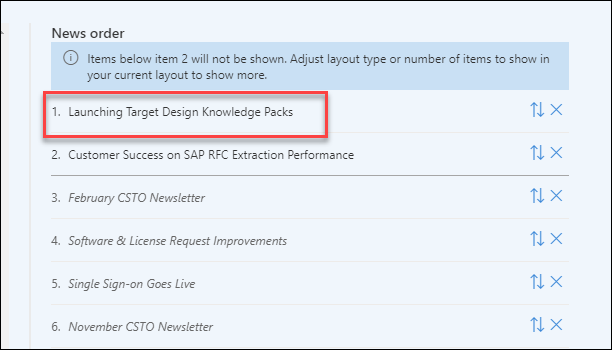 News order
Items below item 2 will not be shown. Adjust layout type or number of items to show in
your current layout to show more.
1. Launching Target Design Knowledge Packs
2. Customer Success on SAP RFC Extraction Performance
3. February CSTO Newsletter
4. Software & License Request Improvements
5. Single Sign-on Goes Live
6. November CSTO Newsletter